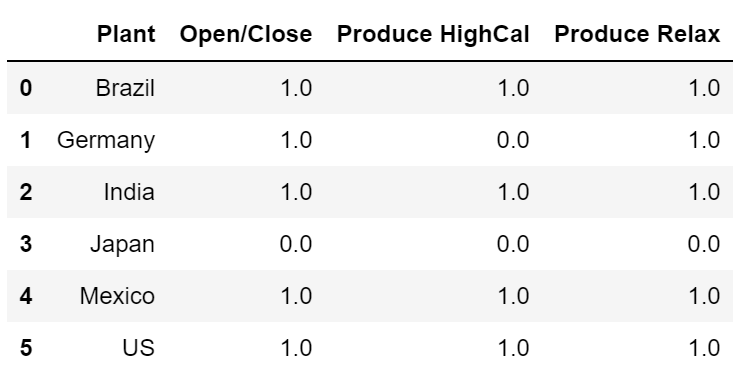 Plant Open/Close Produce HighCal Produce Relax
0 Brazil 1.0 1.0 1.0
1 Germany 1.0 0.0 1.0
2 India 1.0 1.0 1.0
3 Japan 0.0 0.0 0.0
4 Mexico 1.0 1.0 1.0
5 US 1.0 1.0 1.0